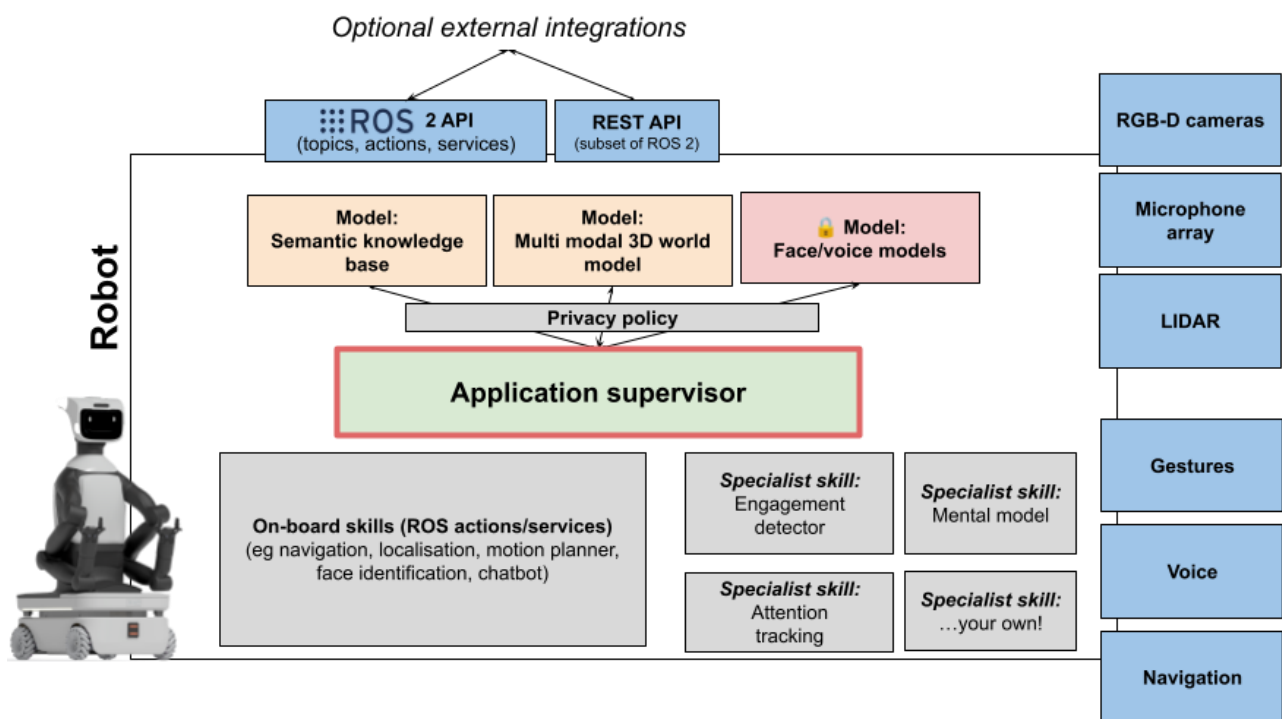 Optional external integrations
ROS 2 API
(topics, actions, services)
REST API
(subset of ROS 2)
Robot
Model:
Semantic knowledge
base
Model:
Multi modal 3D world
model
🔒 Model:
Face/voice models
Privacy policy
Application supervisor
On-board skills (ROS actions/services)
(eg navigation, localisation, motion planner,
face identification, chatbot)
Specialist skill:
Engagement
detector
Specialist skill:
Mental model
Specialist skill:
Attention
tracking
Specialist skill:
…your own!
RGB-D cameras
Microphone
array
LIDAR
Gestures
Voice
Navigation